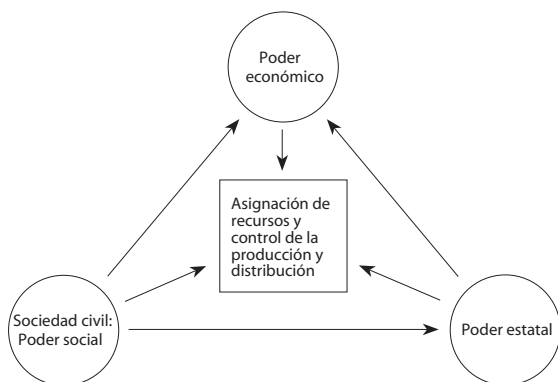 Poder
económico
Asignación de
recursos y
control de la
producción y
distribución
Sociedad civil:
Poder social
Poder estatal